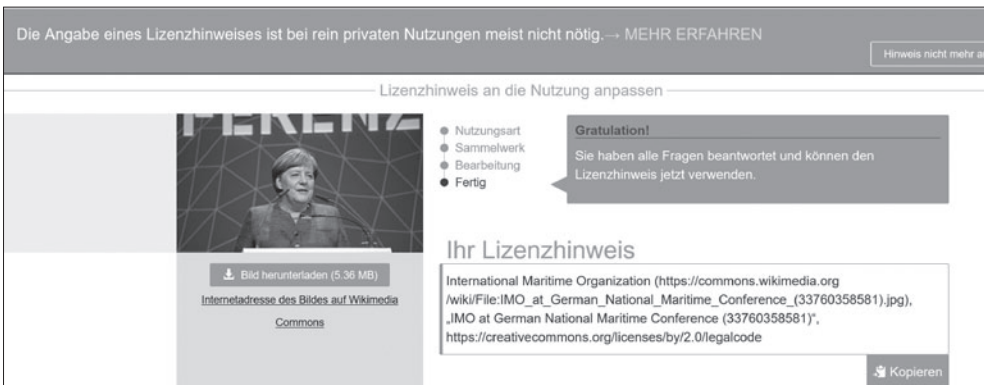 Die Angabe eines Lizenzhinweises ist bei rein privaten Nutzungen meist nicht nötig.→ MEHR ERFAHREN
Hinweis nicht mehr
Lizenzhinweis an die Nutzung anpassen
FERENZ
Nutzungsart
Sammelwerk
Bearbeitung
Fertig
Gratulation!
Sie haben alle Fragen beantwortet und können den
Lizenzhinweis jetzt verwenden.
Bild herunterladen (5.36 MB)
Internetadresse des Bildes auf Wikimedia
Commons
Ihr Lizenzhinweis
International Maritime Organization (https://commons.wikimedia.org
/wiki/File:IMO_at_German_National_Maritime_Conference_(33760358581).jpg),
„IMO at German National Maritime Conference (33760358581)“,
https://creativecommons.org/licenses/by/2.0/legalcode
Kopieren